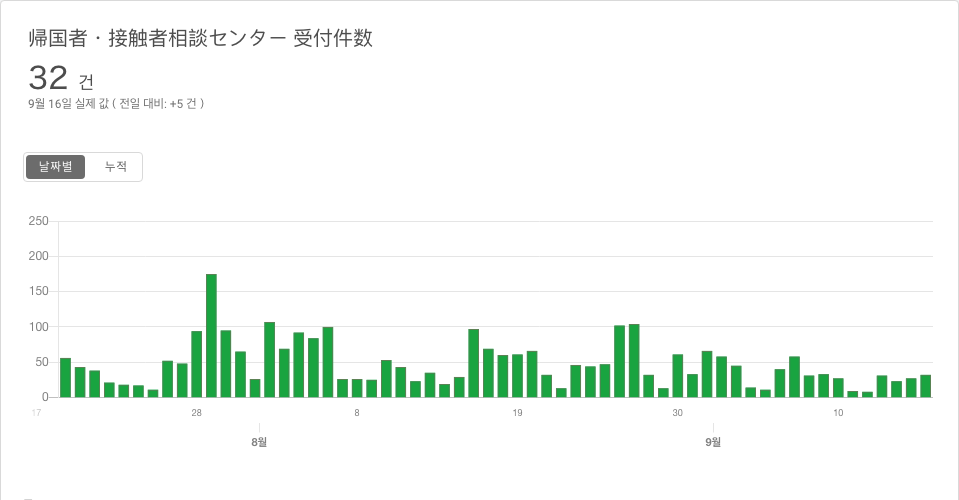 帰国者・接触者相談センター 受付件数
32 건
9월 16일 실제 값 ( 전일 대비: +5 건 )
날짜별 누적
250
200
150
100
50
0
17 28 8 19 30 10
8월 9월